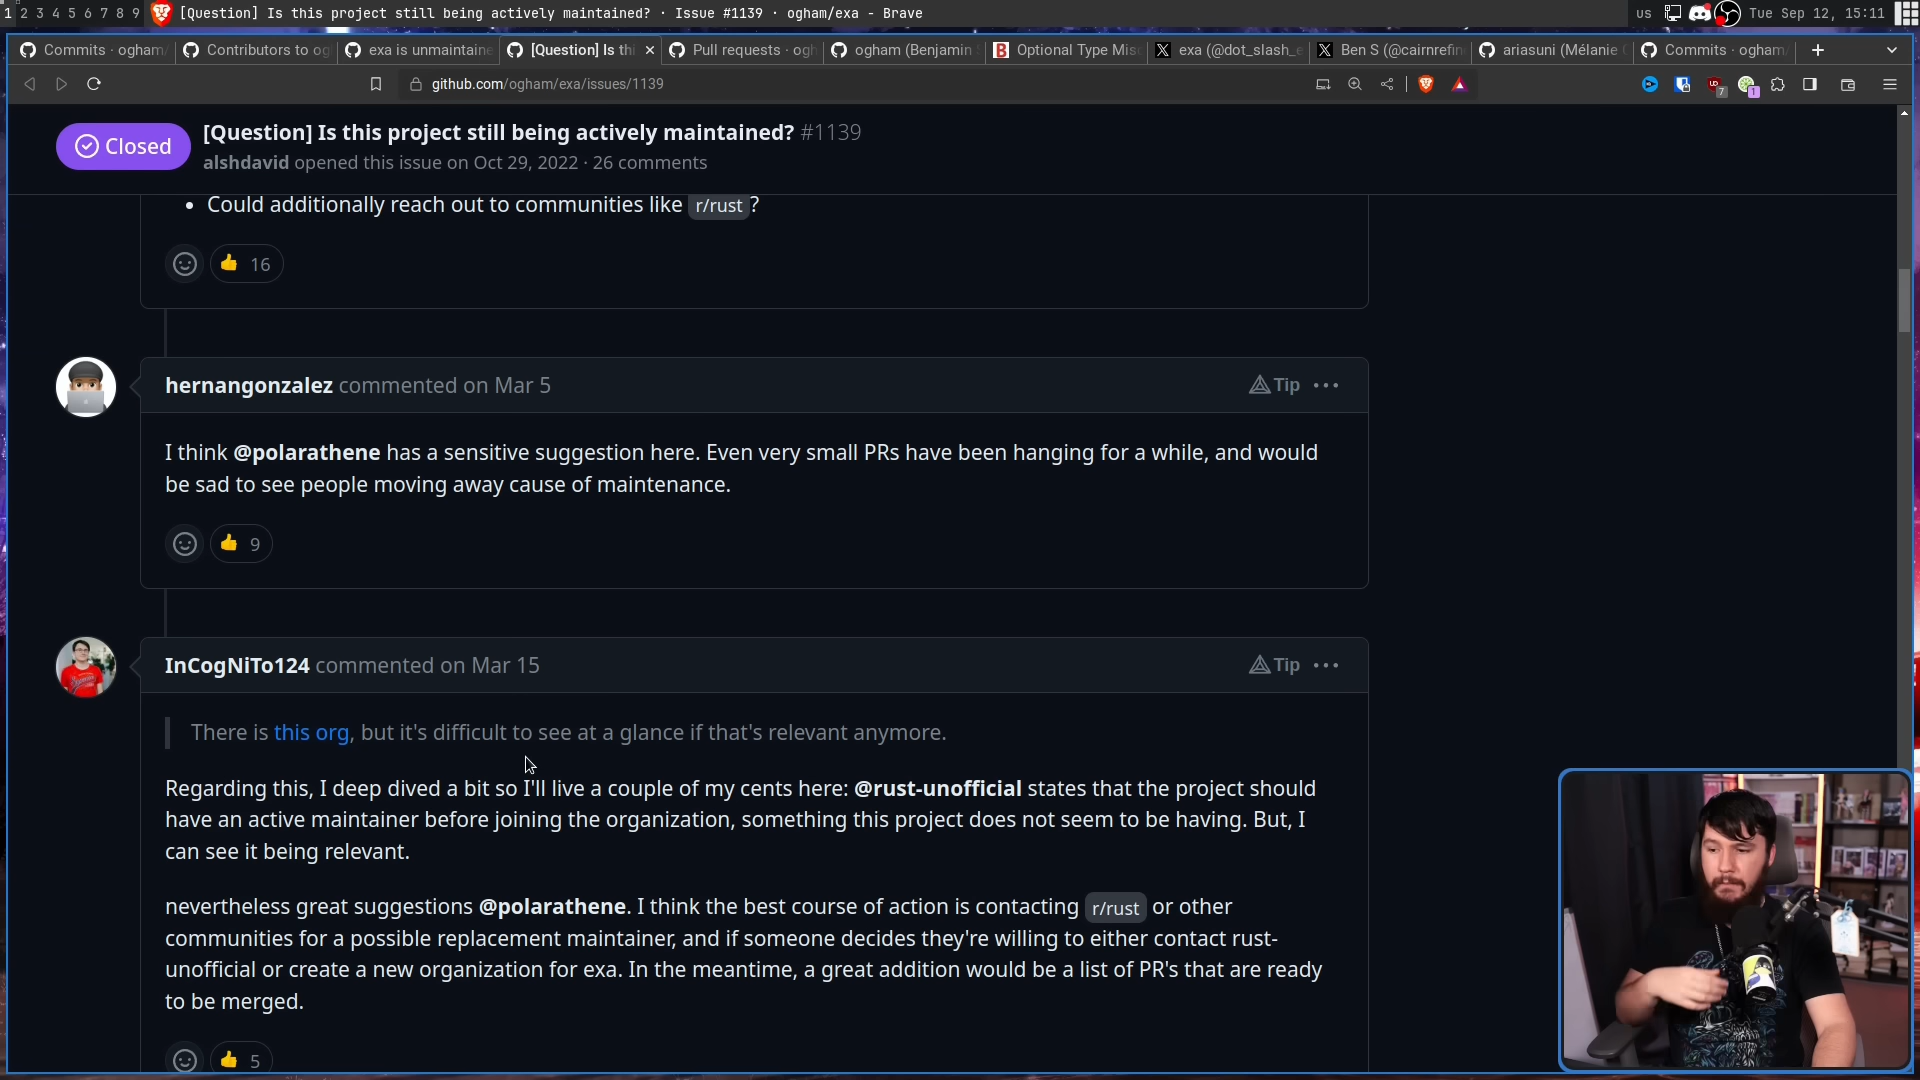 1 2 3 4 5 6 7 8 9 [Question] Is this project still being actively maintained? · Issue #1139 · ogham/exa - Brave us Tue Sep 12, 15:11
Commits · ogham/ Contributors to og exa is unmaintaine [Question] Is th Pull requests · ogh ogham (Benjamin Optional Type Mis exa (@dot_slash_e Ben S (@cairnrefin ariasuni (Mélanie Commits · ogham/
github.com/ogham/exa/issues/1139 7 1
Closed
[Question] Is this project still being actively maintained? #1139
alshdavid opened this issue on Oct 29, 2022 · 26 comments
• Could additionally reach out to communities like r/rust ?
👍 16
hernangonzalez commented on Mar 5 Tip
I think @polarathene has a sensitive suggestion here. Even very small PRs have been hanging for a while, and would
be sad to see people moving away cause of maintenance.
👍 9
InCogNiTo124 commented on Mar 15 Tip
There is this org, but it's difficult to see at a glance if that's relevant anymore.
Regarding this, I deep dived a bit so I'll live a couple of my cents here: @rust-unofficial states that the project should
have an active maintainer before joining the organization, something this project does not seem to be having. But, I
can see it being relevant.
nevertheless great suggestions @polarathene. I think the best course of action is contacting r/rust or other
communities for a possible replacement maintainer, and if someone decides they're willing to either contact rust-
unofficial or create a new organization for exa. In the meantime, a great addition would be a list of PR's that are ready
to be merged.
👍 5